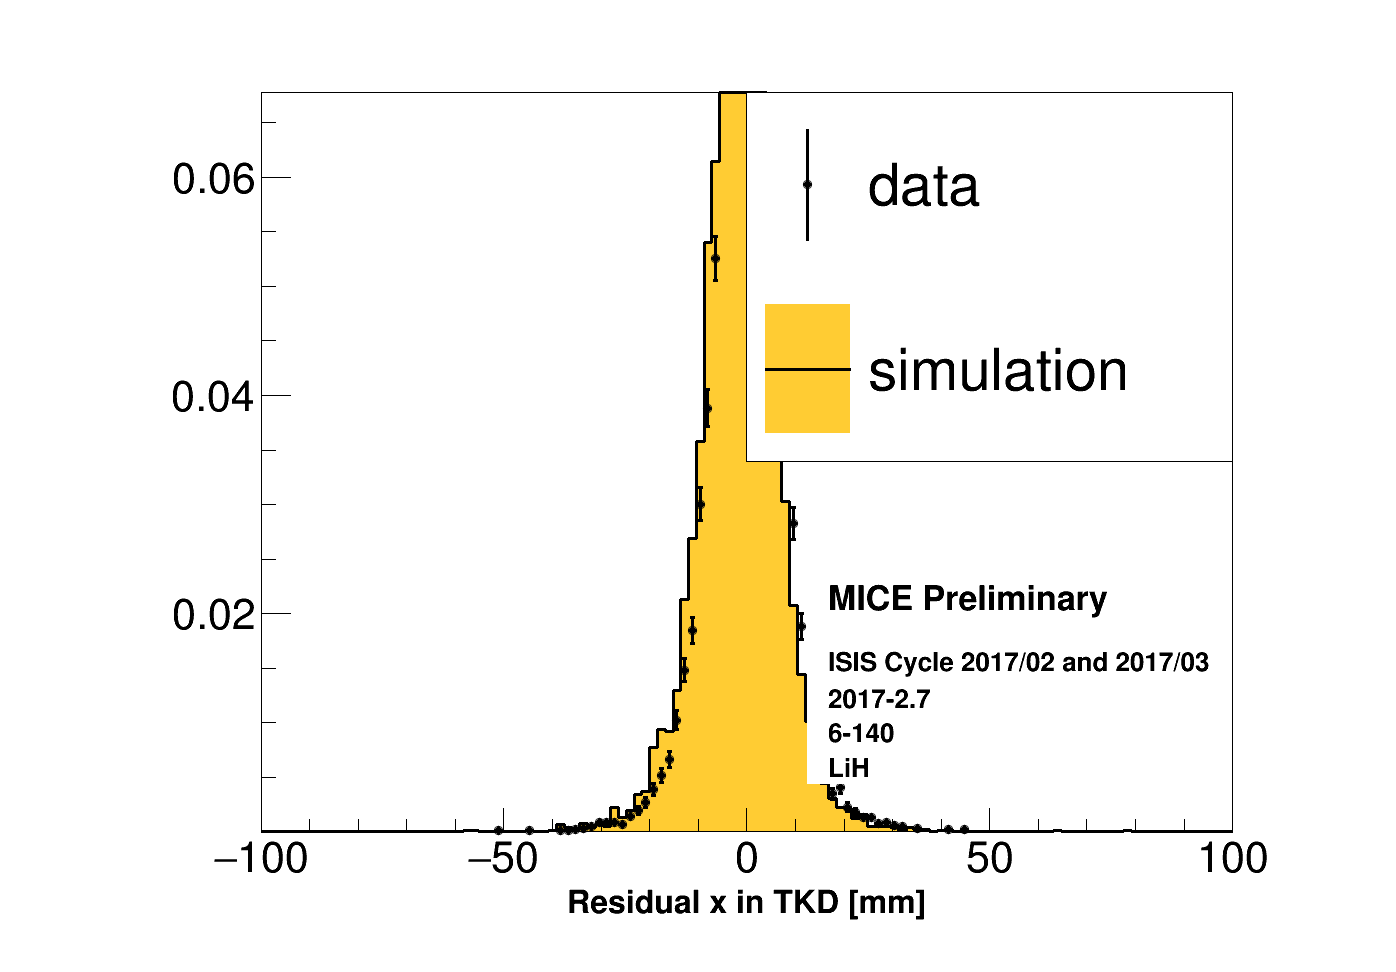 0.06
0.04
0.02
data
simulation
MICE Preliminary
ISIS Cycle 2017/02 and 2017/03
2017-2.7
6-140
LiH
−100 −50 0 50 100
Residual x in TKD [mm]